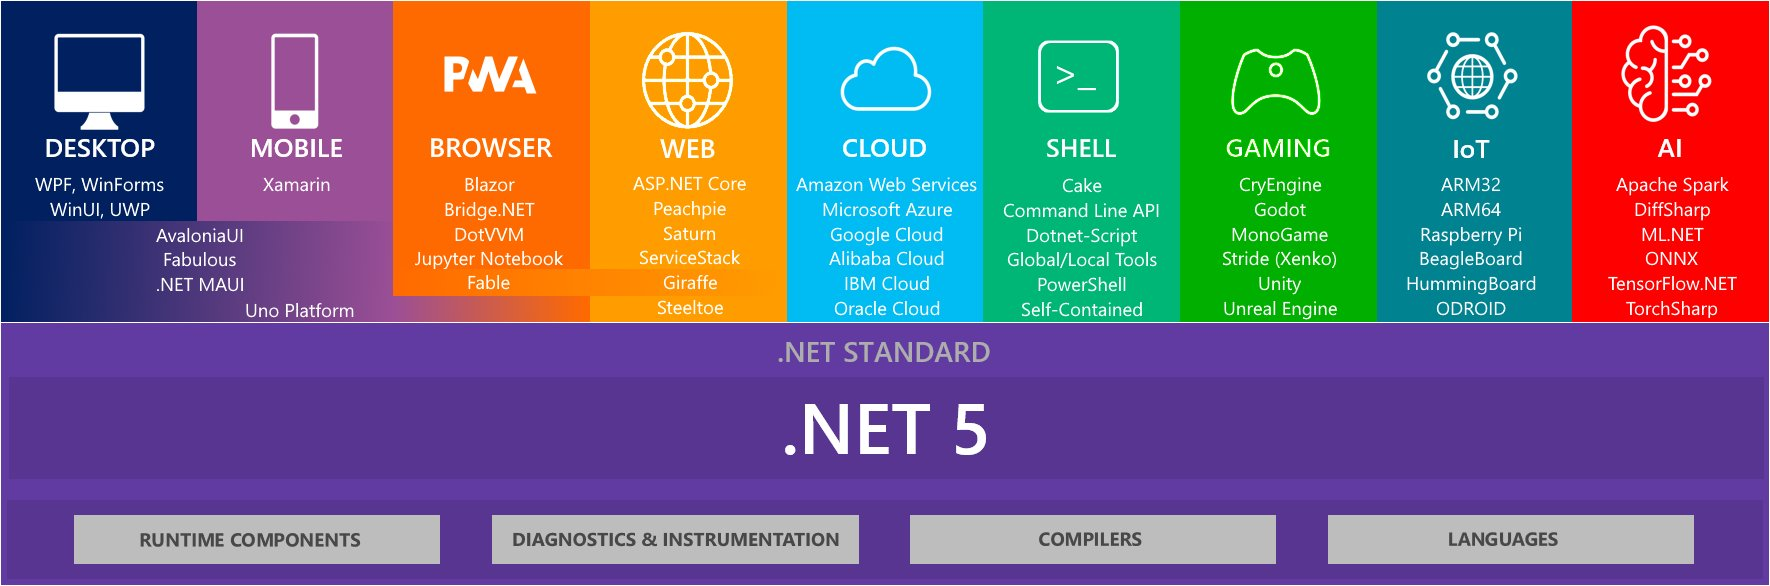 PWA
>_
DESKTOP
WPF, WinForms
WinUI, UWP
MOBILE
Xamarin
AvaloniaUI
Fabulous
.NET MAUI
Uno Platform
BROWSER
Blazor
Bridge.NET
DotVVM
Jupyter Notebook
Fable
WEB
ASP.NET Core
Peachpie
Saturn
ServiceStack
Giraffe
Steeltoe
CLOUD
Amazon Web Services
Microsoft Azure
Google Cloud
Alibaba Cloud
IBM Cloud
Oracle Cloud
SHELL
Cake
Command Line API
Dotnet-Script
Global/Local Tools
PowerShell
Self-Contained
GAMING
CryEngine
Godot
MonoGame
Stride (Xenko)
Unity
Unreal Engine
IoT
ARM32
ARM64
Raspberry Pi
BeagleBoard
HummingBoard
ODROID
AI
Apache Spark
DiffSharp
ML.NET
ONNX
TensorFlow.NET
TorchSharp
.NET STANDARD
.NET 5
RUNTIME COMPONENTS
DIAGNOSTICS & INSTRUMENTATION
COMPILERS
LANGUAGES